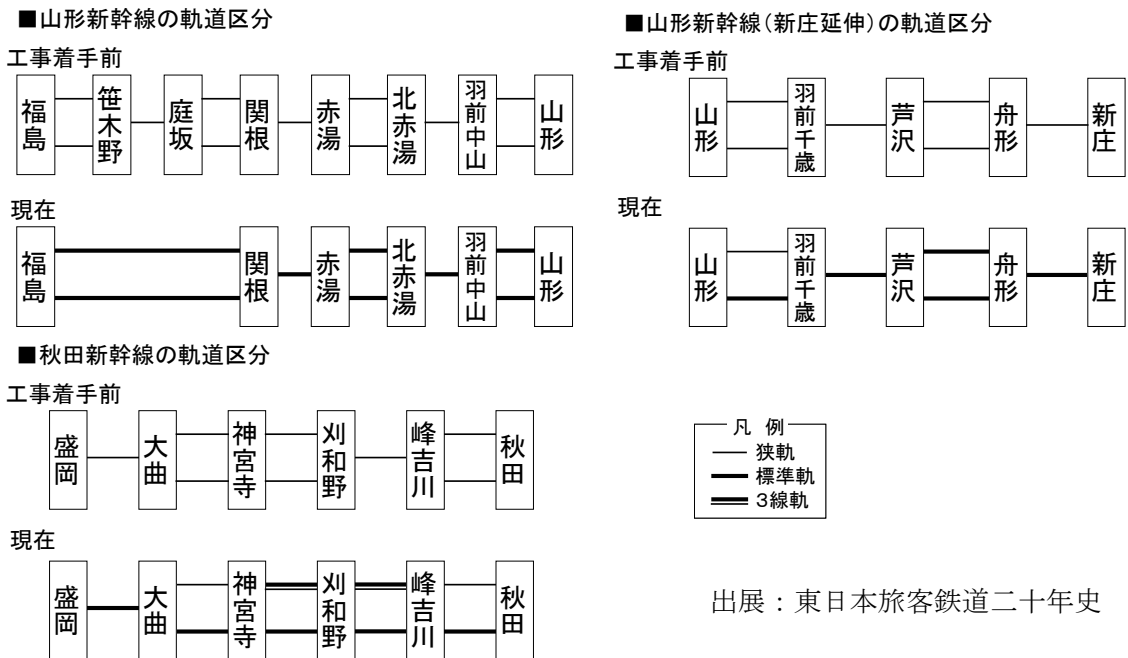 ■山形新幹線の軌道区分
工事着手前
福島 笹木野 庭坂 関根 赤湯 北赤湯 羽前中山 山形
現在
福島 関根 赤湯 北赤湯 羽前中山 山形
■山形新幹線(新庄延伸)の軌道区分
工事着手前
山形 羽前千歳 芦沢 舟形 新庄
現在
山形 羽前千歳 芦沢 舟形 新庄
■秋田新幹線の軌道区分
工事着手前
盛岡 大曲 神宮寺 刈和野 峰吉川 秋田
現在
盛岡 大曲 神宮寺 刈和野 峰吉川 秋田
凡 例
狭軌
標準軌
3線軌
出展:東日本旅客鉄道二十年史